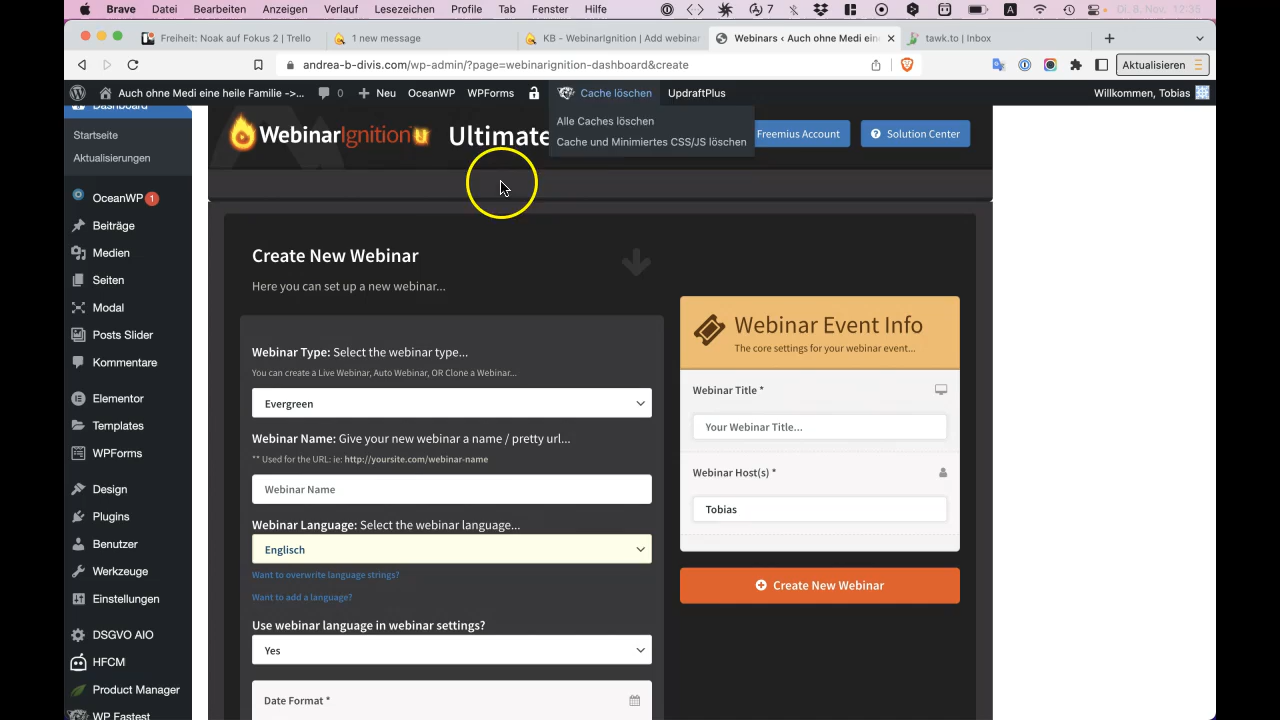 Brave Datei Bearbeiten Anzeigen Verlauf Lesezeichen Profile Tab Fenster Hilfe 7 A Di. 8. Nov. 12:35
Freiheit: Noak auf Fokus 2 | Trello
1 new message
KB - WebinarIgnition | Add webinar
Webinars ‹ Auch ohne Medi eine
tawk.to | Inbox
andrea-b-divis.com/wp-admin/?page=webinarignition-dashboard&create
Aktualisieren
Auch ohne Medi eine heile Familie ->...
0
Neu
OceanWP
WPForms
Cache löschen
UpdraftPlus
Willkommen, Tobias
Alle Caches löschen
Cache und Minimiertes CSS/JS löschen
Dashboard
Startseite
Aktualisierungen
OceanWP 1
Beiträge
Medien
Seiten
Modal
Posts Slider
Kommentare
Elementor
Templates
WPForms
Design
Plugins
Benutzer
Werkzeuge
Einstellungen
DSGVO AIO
HFCM
Product Manager
WP Fastest
WebinarIgnition
Ultimate
Freemius Account
Solution Center
Create New Webinar
Here you can set up a new webinar...
Webinar Type: Select the webinar type...
You can create a Live Webinar, Auto Webinar, OR Clone a Webinar...
Evergreen
Webinar Name: Give your new webinar a name / pretty url...
** Used for the URL: ie: http://yoursite.com/webinar-name
Webinar Name
Webinar Language: Select the webinar language...
Englisch
Want to overwrite language strings?
Want to add a language?
Use webinar language in webinar settings?
Yes
Date Format *
Webinar Event Info
The core settings for your webinar event...
Webinar Title *
Your Webinar Title...
Webinar Host(s) *
Tobias
Create New Webinar